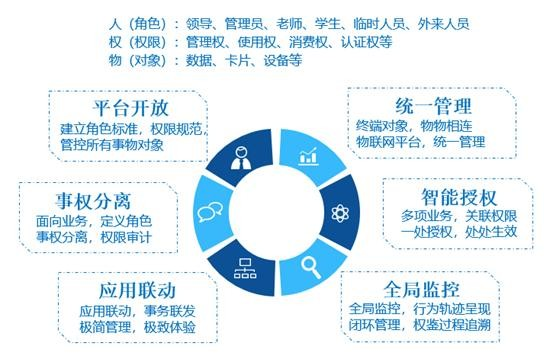 人（角色）：领导、管理员、老师、学生、临时人员、外来人员
权（权限）：管理权、使用权、消费权、认证权等
物（对象）：数据、卡片、设备等
平台开放
建立角色标准，权限规范，
管控所有事物对象
统一管理
终端对象，物物相连
物联网平台，统一管理
事权分离
面向业务，定义角色
事权分离，权限审计
智能授权
多项业务，关联权限
一处授权，处处生效
应用联动
应用联动，事务联发
极简管理，极致体验
全局监控
全局监控，行为轨迹呈现
闭环管理，权鉴过程追溯